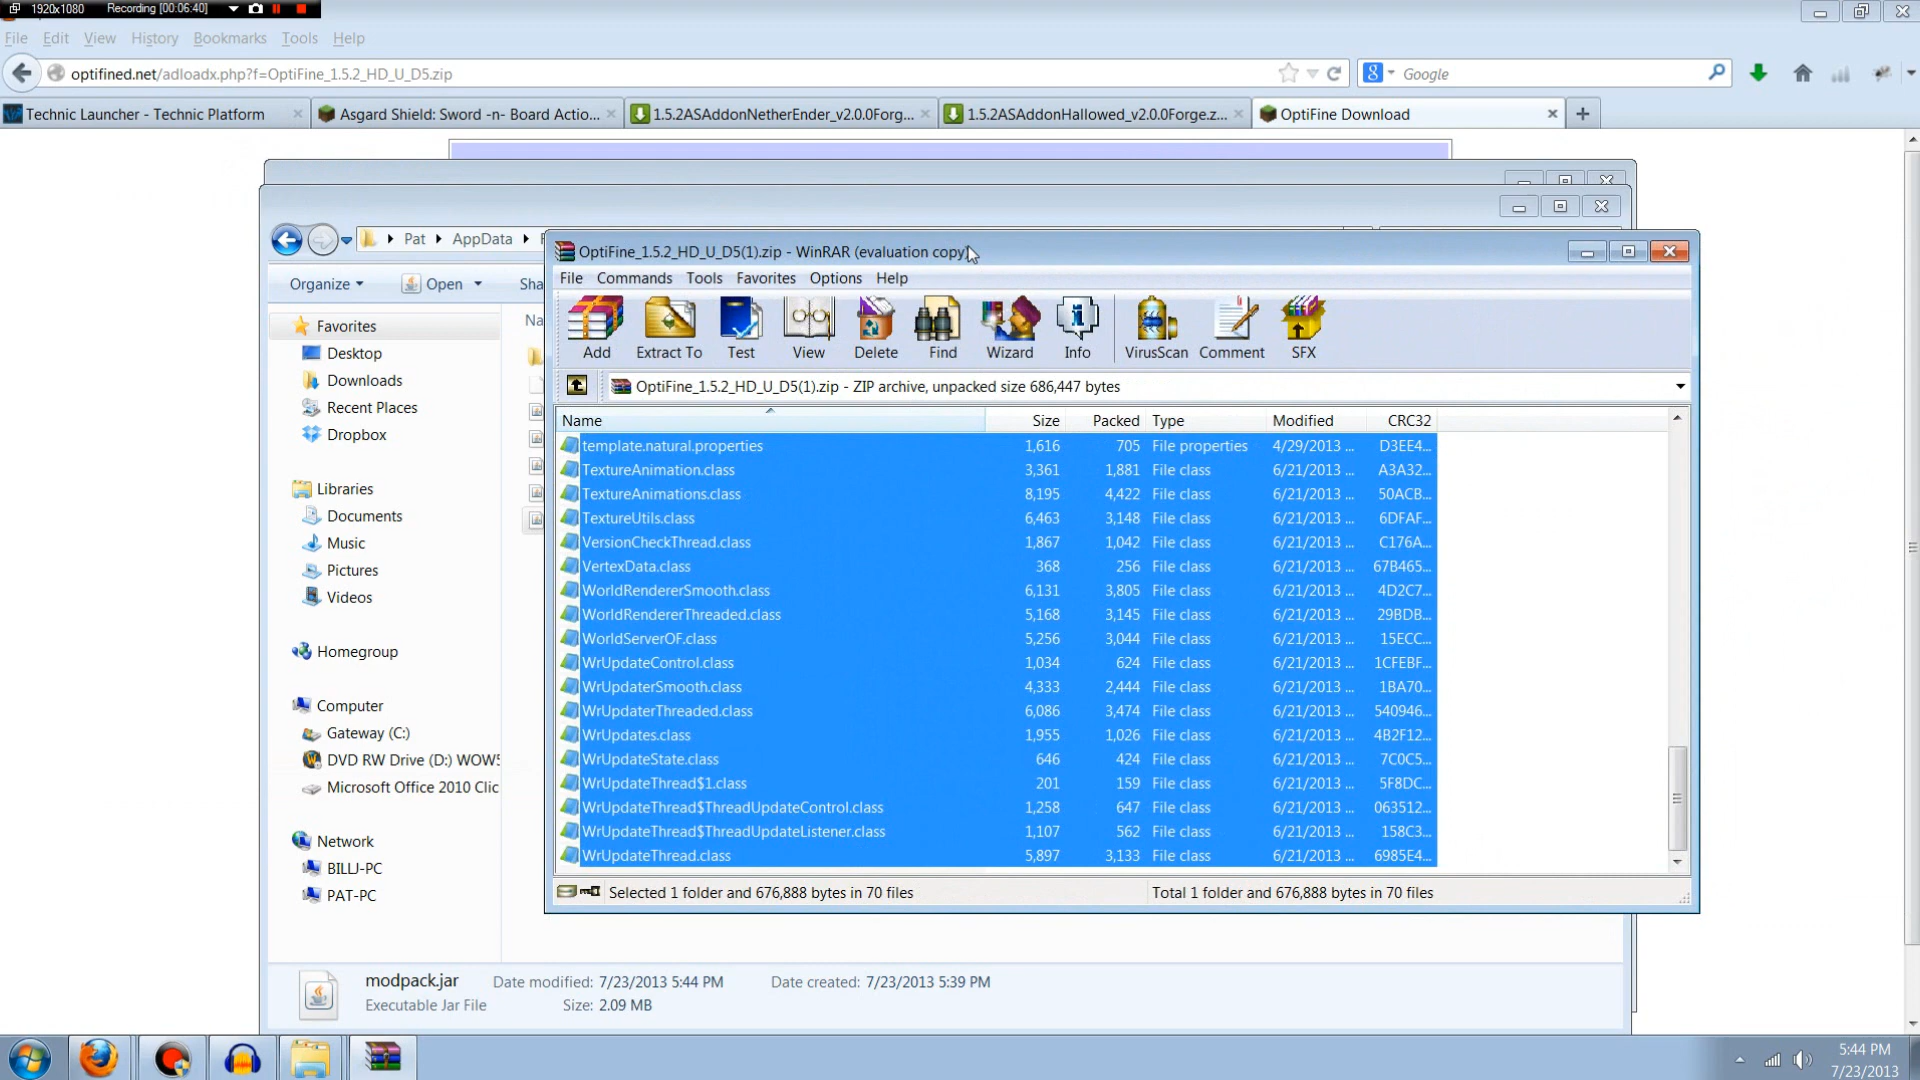 1920x1080 Recording [00:06:40]
File Edit View History Bookmarks Tools Help
optifined.net/adloadx.php?f=OptiFine_1.5.2_HD_U_D5.zip
Google
Technic Launcher - Technic Platform
Asgard Shield: Sword -n- Board Actio...
1.5.2ASAddonNetherEnder_v2.0.0Forg...
1.5.2ASAddonHallowed_v2.0.0Forge.z...
OptiFine Download
Pat AppData
Organize Open Sha
Na
Favorites
Desktop
Downloads
Recent Places
Dropbox
Libraries
Documents
Music
Pictures
Videos
Homegroup
Computer
Gateway (C:)
DVD RW Drive (D:) WOW5
Microsoft Office 2010 Clic
Network
BILLJ-PC
PAT-PC
OptiFine_1.5.2_HD_U_D5(1).zip - WinRAR (evaluation copy)
File Commands Tools Favorites Options Help
Add Extract To Test View Delete Find Wizard Info VirusScan Comment SFX
OptiFine_1.5.2_HD_U_D5(1).zip - ZIP archive, unpacked size 686,447 bytes
Name Size Packed Type Modified CRC32
template.natural.properties 1,616 705 File properties 4/29/2013 ... D3EE4...
TextureAnimation.class 3,361 1,881 File class 6/21/2013 ... A3A32...
TextureAnimations.class 8,195 4,422 File class 6/21/2013 ... 50ACB...
TextureUtils.class 6,463 3,148 File class 6/21/2013 ... 6DFAF...
VersionCheckThread.class 1,867 1,042 File class 6/21/2013 ... C176A...
VertexData.class 368 256 File class 6/21/2013 ... 67B465...
WorldRendererSmooth.class 6,131 3,805 File class 6/21/2013 ... 4D2C7...
WorldRendererThreaded.class 5,168 3,145 File class 6/21/2013 ... 29BDB...
WorldServerOF.class 5,256 3,044 File class 6/21/2013 ... 15ECC...
WrUpdateControl.class 1,034 624 File class 6/21/2013 ... 1CFEBF...
WrUpdaterSmooth.class 4,333 2,444 File class 6/21/2013 ... 1BA70...
WrUpdaterThreaded.class 6,086 3,474 File class 6/21/2013 ... 540946...
WrUpdates.class 1,955 1,026 File class 6/21/2013 ... 4B2F12...
WrUpdateState.class 646 424 File class 6/21/2013 ... 7C0C5...
WrUpdateThread$1.class 201 159 File class 6/21/2013 ... 5F8DC...
WrUpdateThread$ThreadUpdateControl.class 1,258 647 File class 6/21/2013 ... 063512...
WrUpdateThread$ThreadUpdateListener.class 1,107 562 File class 6/21/2013 ... 158C3...
WrUpdateThread.class 5,897 3,133 File class 6/21/2013 ... 6985E4...
Selected 1 folder and 676,888 bytes in 70 files Total 1 folder and 676,888 bytes in 70 files
modpack.jar Date modified: 7/23/2013 5:44 PM Date created: 7/23/2013 5:39 PM
Executable Jar File Size: 2.09 MB
5:44 PM
7/23/2013